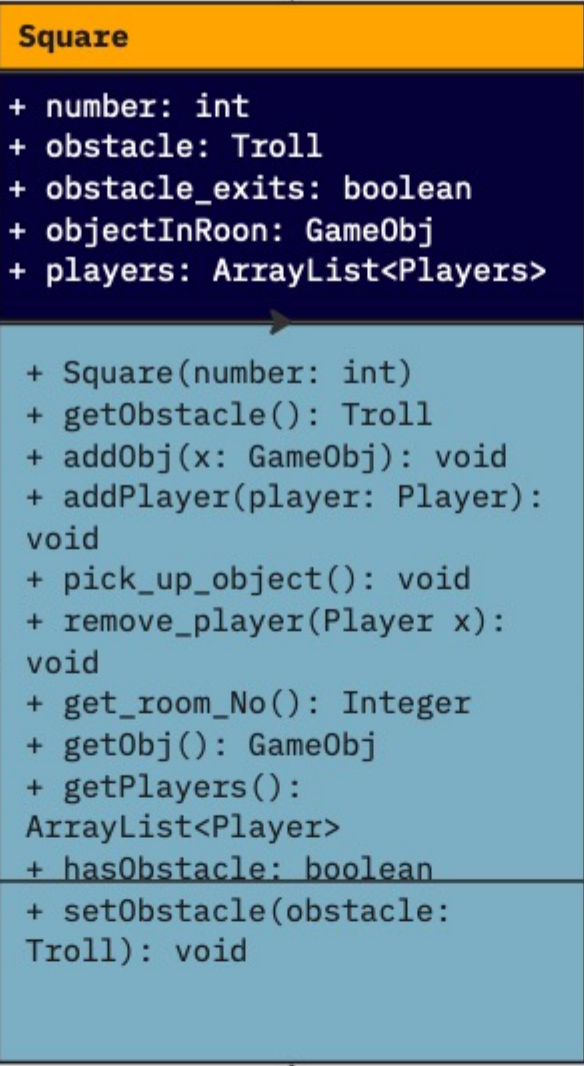 Square
+ number: int
+ obstacle: Troll
+ obstacle_exits: boolean
+ objectInRoon: GameObj
+ players: ArrayList<Players>
+ Square(number: int)
+ getObstacle(): Troll
+ addObj(x: GameObj): void
+ addPlayer(player: Player):
void
+ pick_up_object(): void
+ remove_player(Player x):
void
+ get_room_No(): Integer
+ getObj(): GameObj
+ getPlayers():
ArrayList<Player>
+ hasObstacle: boolean
+ setObstacle(obstacle:
Troll): void